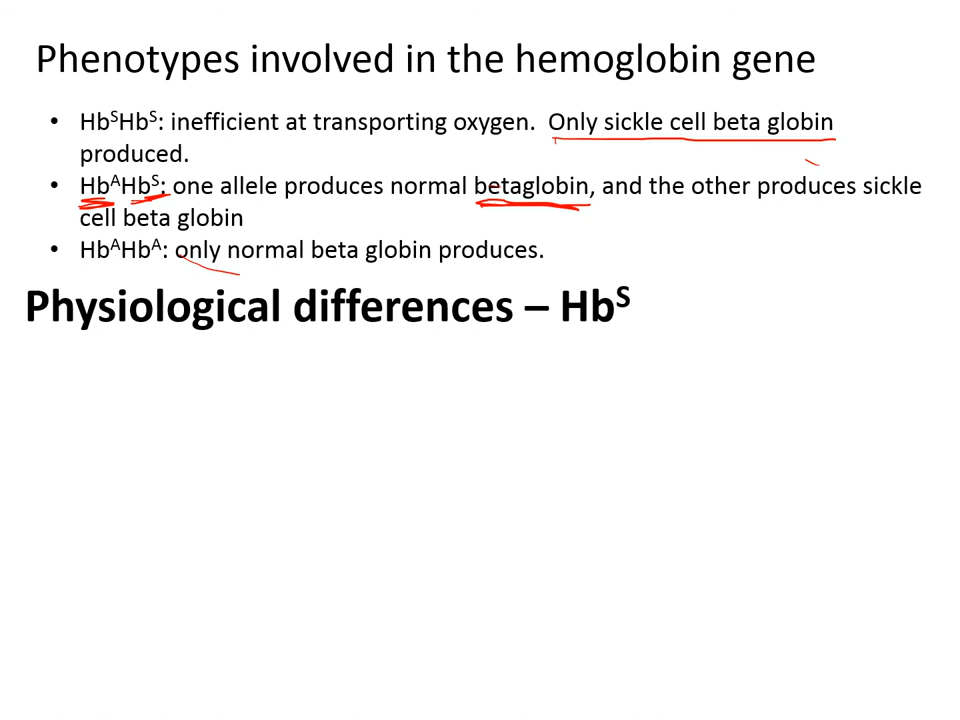 Phenotypes involved in the hemoglobin gene
• HbSHbS: inefficient at transporting oxygen. Only sickle cell beta globin
produced.
• HbAHbS: one allele produces normal betaglobin, and the other produces sickle
cell beta globin
• HbAHbA: only normal beta globin produces.
Physiological differences – HbS